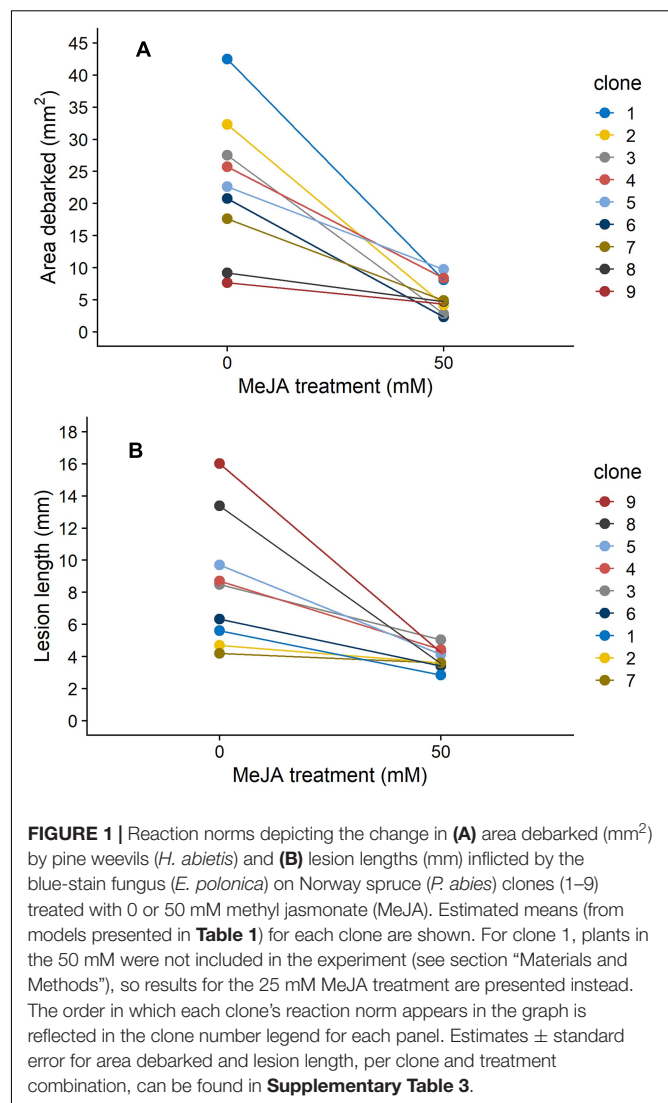 A
45
40
35
30
25
20
15
10
5
0
Area debarked (mm²)
0 50
MeJA treatment (mM)
clone
1
2
3
4
5
6
7
8
9
B
18
16
14
12
10
8
6
4
2
0
Lesion length (mm)
0 50
MeJA treatment (mM)
clone
9
8
5
4
3
6
1
2
7
FIGURE 1 | Reaction norms depicting the change in (A) area debarked (mm²)
by pine weevils (H. abietis) and (B) lesion lengths (mm) inflicted by the
blue-stain fungus (E. polonica) on Norway spruce (P. abies) clones (1–9)
treated with 0 or 50 mM methyl jasmonate (MeJA). Estimated means (from
models presented in Table 1) for each clone are shown. For clone 1, plants in
the 50 mM were not included in the experiment (see section “Materials and
Methods”), so results for the 25 mM MeJA treatment are presented instead.
The order in which each clone’s reaction norm appears in the graph is
reflected in the clone number legend for each panel. Estimates ± standard
error for area debarked and lesion length, per clone and treatment
combination, can be found in Supplementary Table 3.